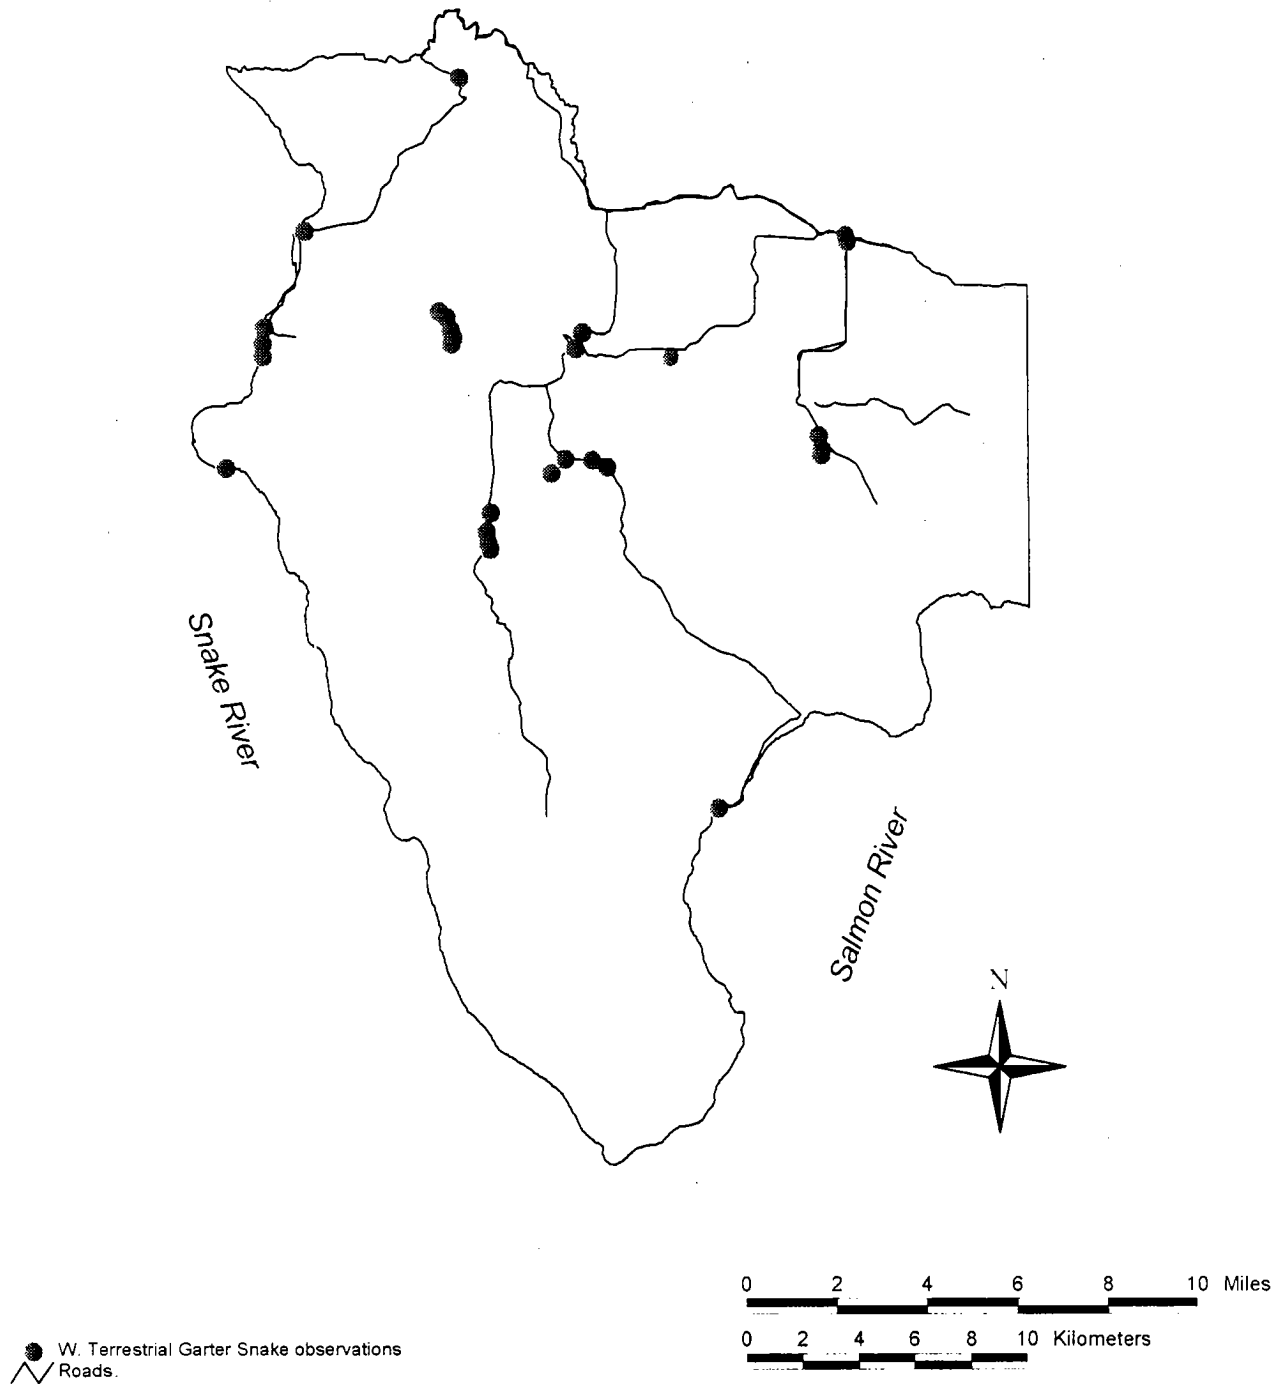 Snake River
Salmon River
N
0 2 4 6 8 10 Miles
0 2 4 6 8 10 Kilometers
W. Terrestrial Garter Snake observations
Roads.